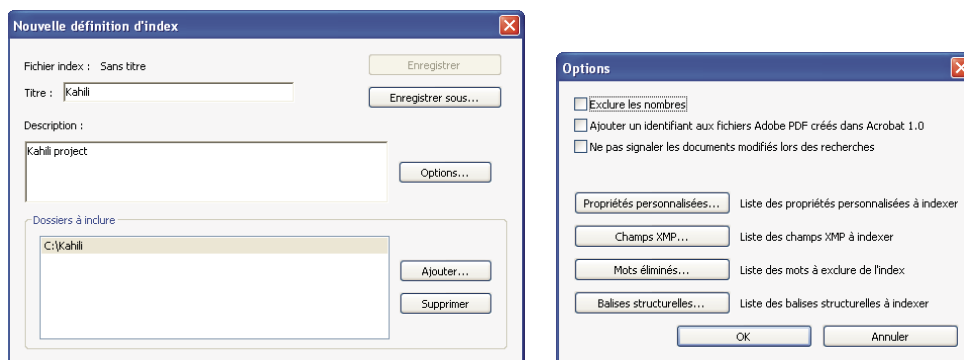 Nouvelle définition d'index
Fichier index : Sans titre
Enregistrer
Titre : Kahili
Enregistrer sous...
Description :
Kahili project
Options...
Dossiers à inclure
C:\Kahili
Ajouter...
Supprimer
Options
Exclure les nombres
Ajouter un identifiant aux fichiers Adobe PDF créés dans Acrobat 1.0
Ne pas signaler les documents modifiés lors des recherches
Propriétés personnalisées... Liste des propriétés personnalisées à indexer
Champs XMP... Liste des champs XMP à indexer
Mots éliminés... Liste des mots à exclure de l'index
Balises structurelles... Liste des balises structurelles à indexer
OK Annuler